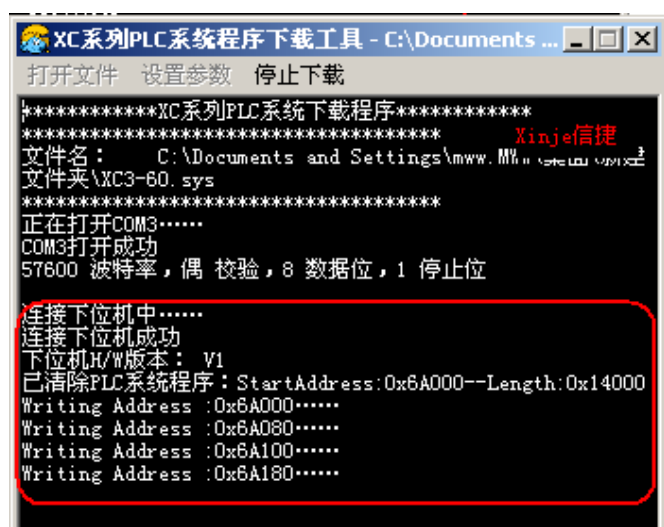 XC系列PLC系统程序下载工具 - C:\Documents ...
打开文件 设置参数 停止下载
************XC系列PLC系统下载程序************
**************************************
Xinje信捷
文件名： C:\Documents and Settings\mww.
文件夹\XC3-60.sys
**************************************
正在打开COM3······
COM3打开成功
57600 波特率，偶 校验，8 数据位，1 停止位
连接下位机中······
连接下位机成功
下位机H/W版本： V1
已清除PLC系统程序：StartAddress:0x6A000--Length:0x14000
Writing Address :0x6A000······
Writing Address :0x6A080······
Writing Address :0x6A100······
Writing Address :0x6A180······